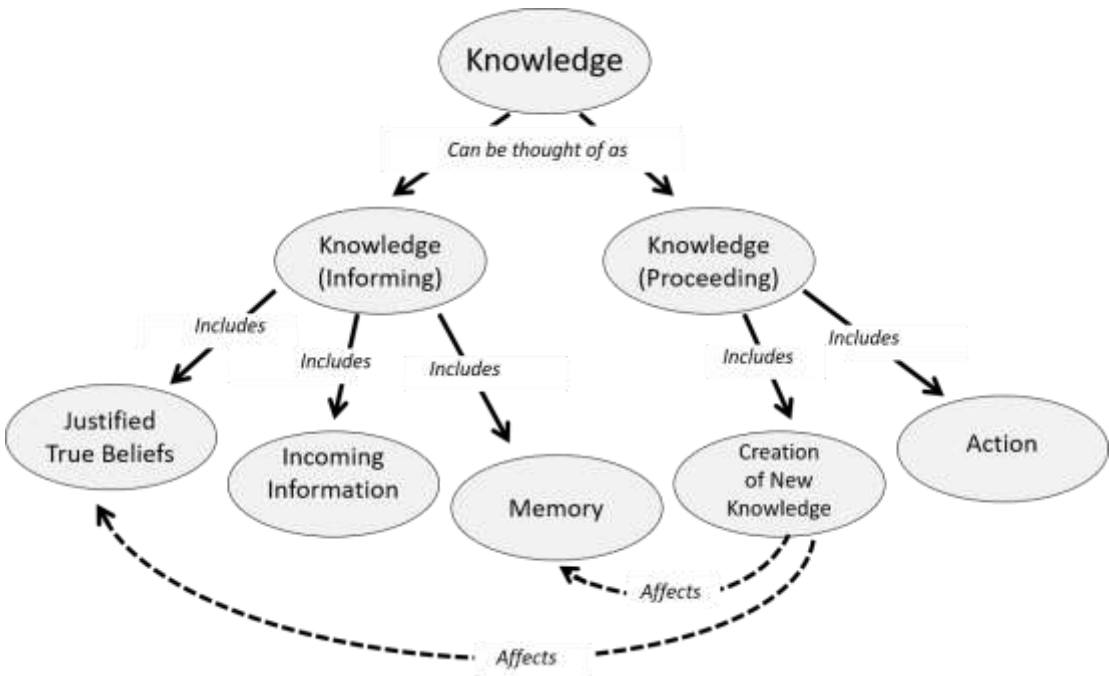 Knowledge
Can be thought of as
Knowledge
(Informing)
Knowledge
(Proceeding)
Includes
Includes
Includes
Includes
Includes
Justified
True Beliefs
Incoming
Information
Memory
Creation
of New
Knowledge
Action
Affects
Affects